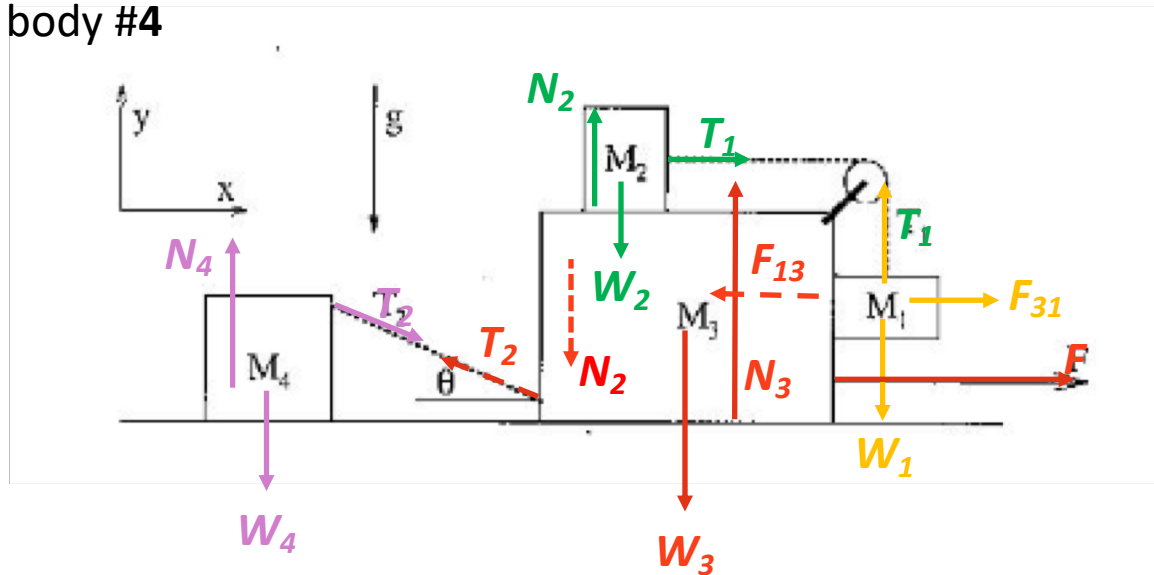 body #4
N₂
y
g
T₁
M₂
x
T₁
N₄
F₁₃
W₂
M₃
M₁
F₃₁
T₂
T₂
M₄
θ
N₂
N₃
F
W₁
W₄
W₃